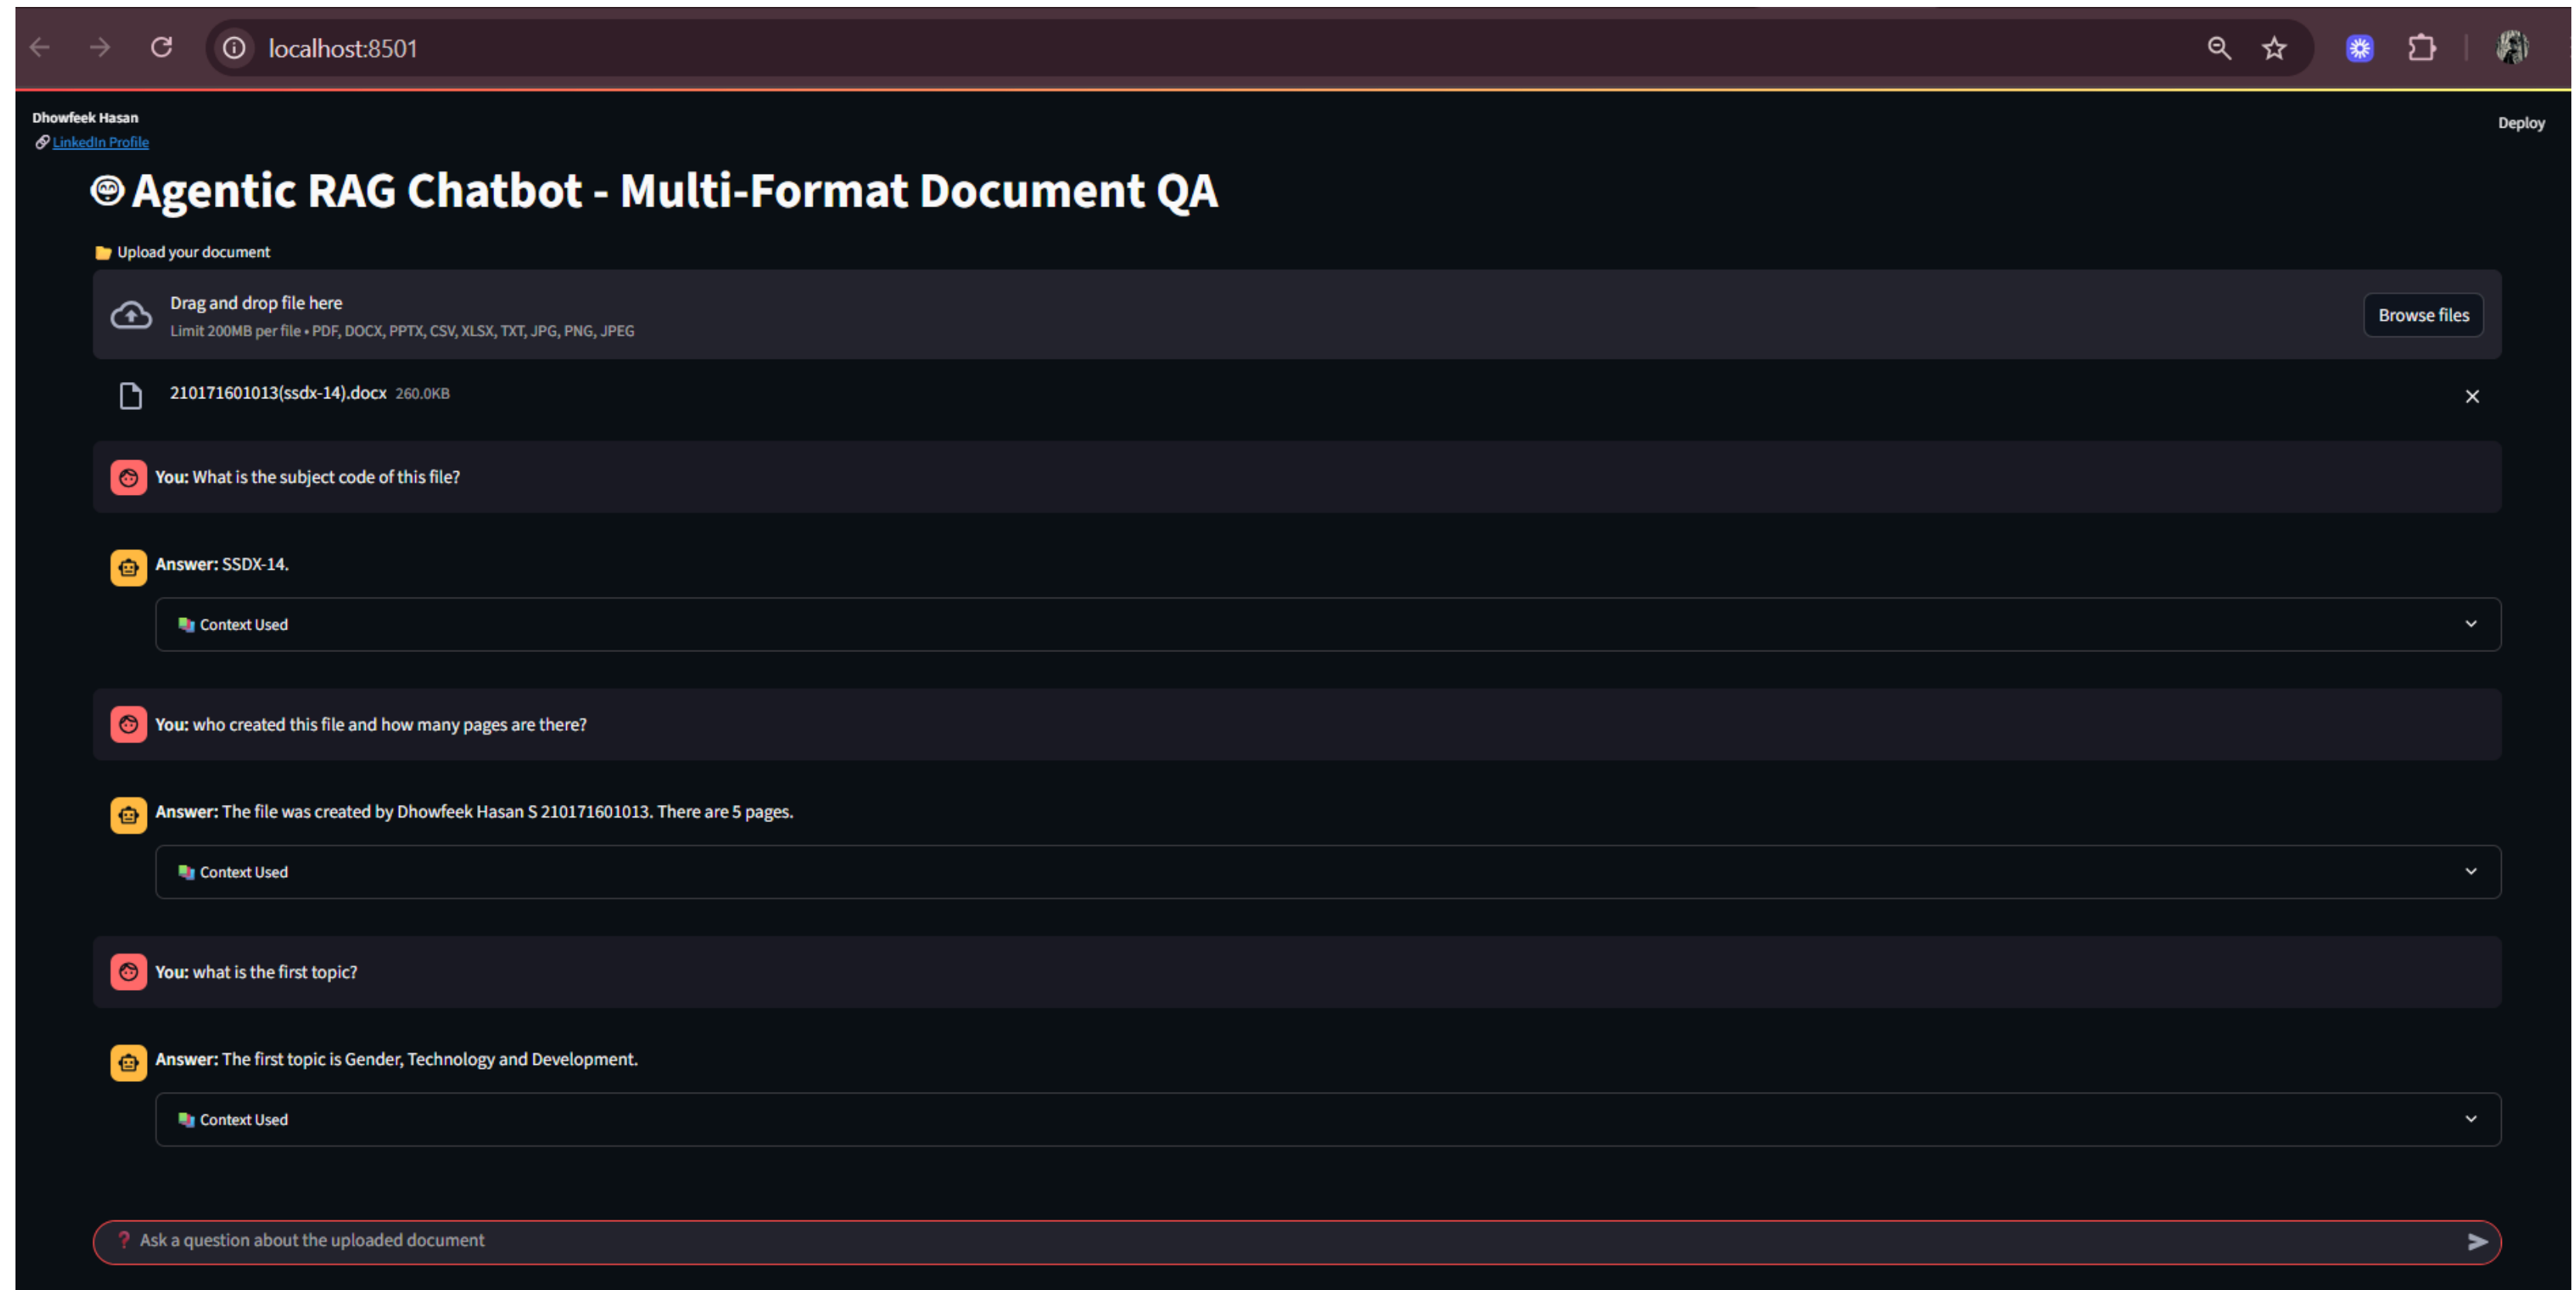 localhost:8501
Dhowfeek Hasan
LinkedIn Profile
Deploy
Agentic RAG Chatbot - Multi-Format Document QA
Upload your document
Drag and drop file here
Limit 200MB per file • PDF, DOCX, PPTX, CSV, XLSX, TXT, JPG, PNG, JPEG
Browse files
210171601013(ssdx-14).docx 260.0KB
You: What is the subject code of this file?
Answer: SSDX-14.
Context Used
You: who created this file and how many pages are there?
Answer: The file was created by Dhowfeek Hasan S 210171601013. There are 5 pages.
Context Used
You: what is the first topic?
Answer: The first topic is Gender, Technology and Development.
Context Used
❓ Ask a question about the uploaded document